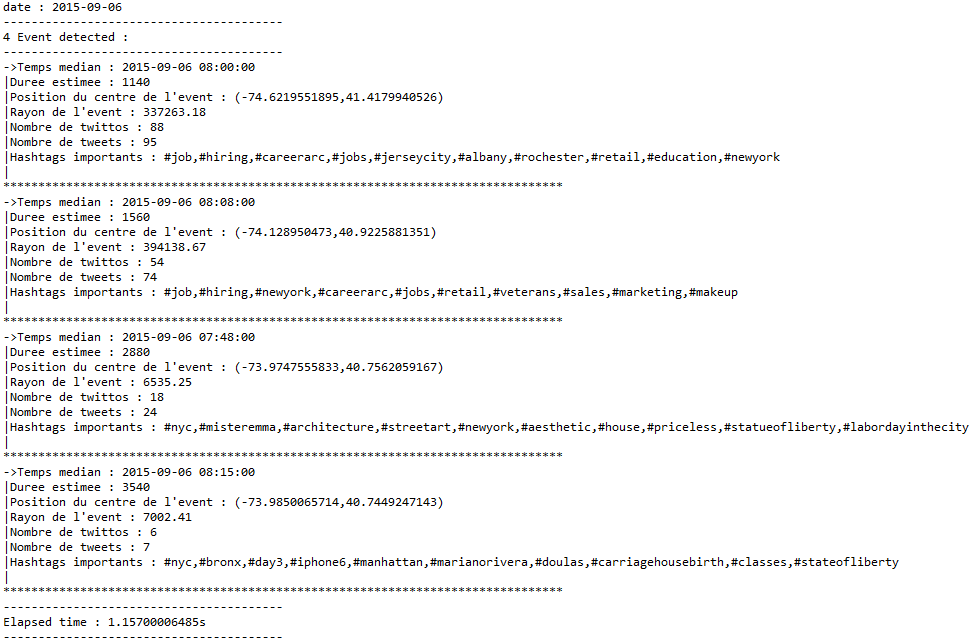 date : 2015-09-06
----------------------------------------
4 Event detected :
----------------------------------------
->Temps median : 2015-09-06 08:00:00
|Duree estimee : 1140
|Position du centre de l'event : (-74.6219551895,41.4179940526)
|Rayon de l'event : 337263.18
|Nombre de twittos : 88
|Nombre de tweets : 95
|Hashtags importants : #job,#hiring,#careerarc,#jobs,#jerseycity,#albany,#rochester,#retail,#education,#newyork
|
********************************************************************************
->Temps median : 2015-09-06 08:08:00
|Duree estimee : 1560
|Position du centre de l'event : (-74.128950473,40.9225881351)
|Rayon de l'event : 394138.67
|Nombre de twittos : 54
|Nombre de tweets : 74
|Hashtags importants : #job,#hiring,#newyork,#careerarc,#jobs,#retail,#veterans,#sales,#marketing,#makeup
|
********************************************************************************
->Temps median : 2015-09-06 07:48:00
|Duree estimee : 2880
|Position du centre de l'event : (-73.9747555833,40.7562059167)
|Rayon de l'event : 6535.25
|Nombre de twittos : 18
|Nombre de tweets : 24
|Hashtags importants : #nyc,#misteremma,#architecture,#streetart,#newyork,#aesthetic,#house,#priceless,#statueofliberty,#labordayinthecity
|
********************************************************************************
->Temps median : 2015-09-06 08:15:00
|Duree estimee : 3540
|Position du centre de l'event : (-73.9850065714,40.7449247143)
|Rayon de l'event : 7002.41
|Nombre de twittos : 6
|Nombre de tweets : 7
|Hashtags importants : #nyc,#bronx,#day3,#iphone6,#manhattan,#marianorivera,#doulas,#carriagehousebirth,#classes,#stateofliberty
|
********************************************************************************
----------------------------------------
Elapsed time : 1.15700006485s
----------------------------------------